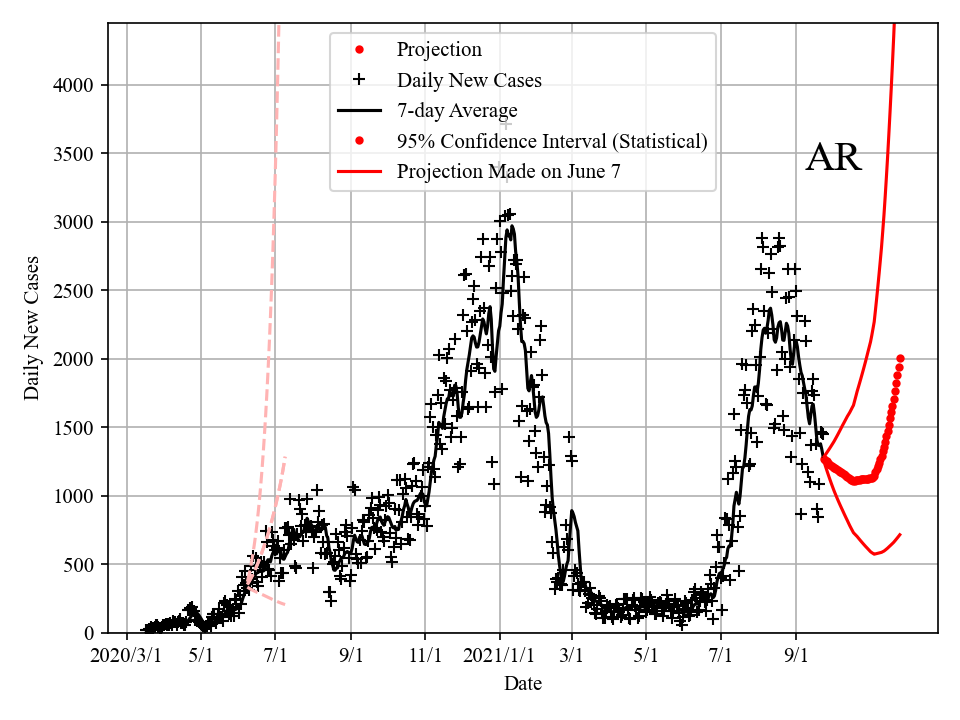 Projection
Daily New Cases
7-day Average
95% Confidence Interval (Statistical)
Projection Made on June 7
AR
Daily New Cases
4000
3500
3000
2500
2000
1500
1000
500
0
2020/3/1 5/1 7/1 9/1 11/1 2021/1/1 3/1 5/1 7/1 9/1
Date